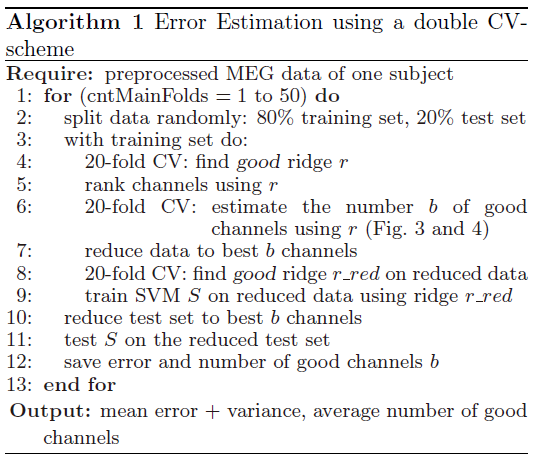 Algorithm 1 Error Estimation using a double CV-
scheme
Require: preprocessed MEG data of one subject
1: for (cntMainFolds = 1 to 50) do
2: split data randomly: 80% training set, 20% test set
3: with training set do:
4: 20-fold CV: find good ridge r
5: rank channels using r
6: 20-fold CV: estimate the number b of good
channels using r (Fig. 3 and 4)
7: reduce data to best b channels
8: 20-fold CV: find good ridge r_red on reduced data
9: train SVM S on reduced data using ridge r_red
10: reduce test set to best b channels
11: test S on the reduced test set
12: save error and number of good channels b
13: end for
Output: mean error + variance, average number of good
channels